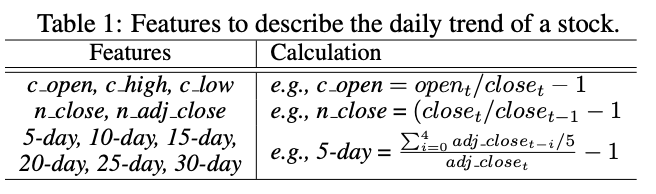 Table 1: Features to describe the daily trend of a stock.
Features Calculation
c_open, c_high, c_low e.g., c_open = open_t/close_t − 1
n_close, n_adj_close e.g., n_close = (close_t/close_{t−1} − 1
5-day, 10-day, 15-day,
20-day, 25-day, 30-day e.g., 5-day = \frac{\sum_{i=0}^{4} adj_close_{t−i}/5}{adj_close_t} − 1